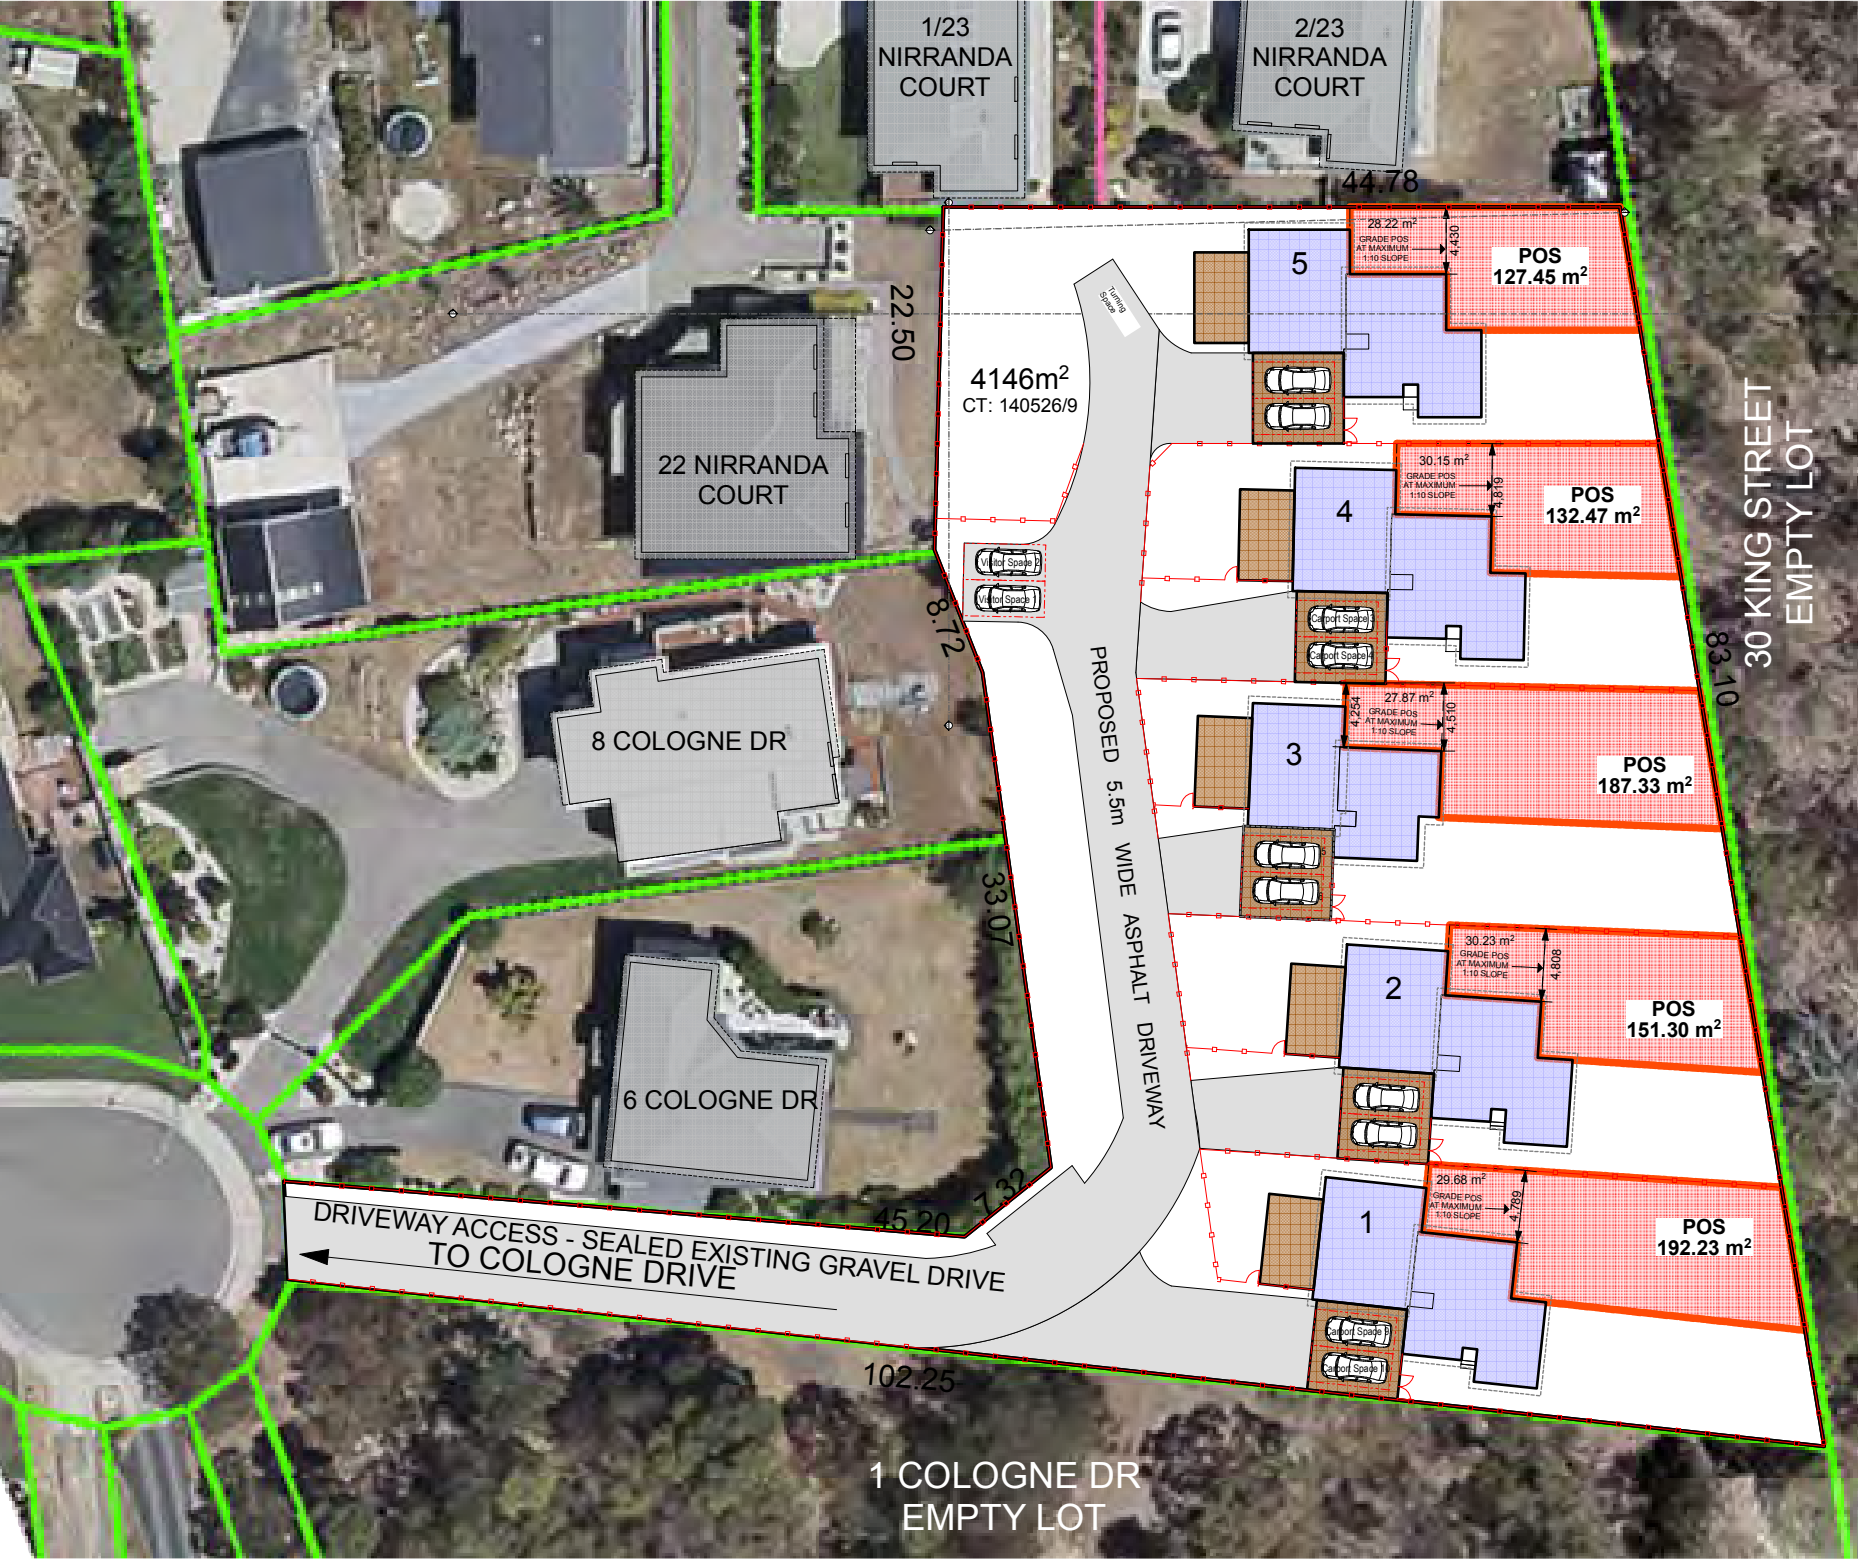 1/23
NIRRANDA
COURT
2/23
NIRRANDA
COURT
44.78
28.22 m²
GRADE POS
AT MAXIMUM
1:10 SLOPE
4,430
POS
127.45 m²
5
Turning
Space
22.50
4146m²
CT: 140526/9
22 NIRRANDA
COURT
30.15 m²
GRADE POS
AT MAXIMUM
1:10 SLOPE
4,819
POS
132.47 m²
4
30 KING STREET
EMPTY LOT
Visitor Space 2
Visitor Space 1
8.72
Carport Space 3
Carport Space 4
83.10
PROPOSED 5.5m WIDE ASPHALT DRIVEWAY
8 COLOGNE DR
4,254
27.87 m²
GRADE POS
AT MAXIMUM
1:10 SLOPE
4,510
POS
187.33 m²
3
33.07
30.23 m²
GRADE POS
AT MAXIMUM
1:10 SLOPE
4,808
POS
151.30 m²
2
6 COLOGNE DR
7.32
45.20
29.68 m²
GRADE POS
AT MAXIMUM
1:10 SLOPE
4,789
POS
192.23 m²
1
DRIVEWAY ACCESS - SEALED EXISTING GRAVEL DRIVE
TO COLOGNE DRIVE
Carport Space 9
Carport Space 10
102.25
1 COLOGNE DR
EMPTY LOT